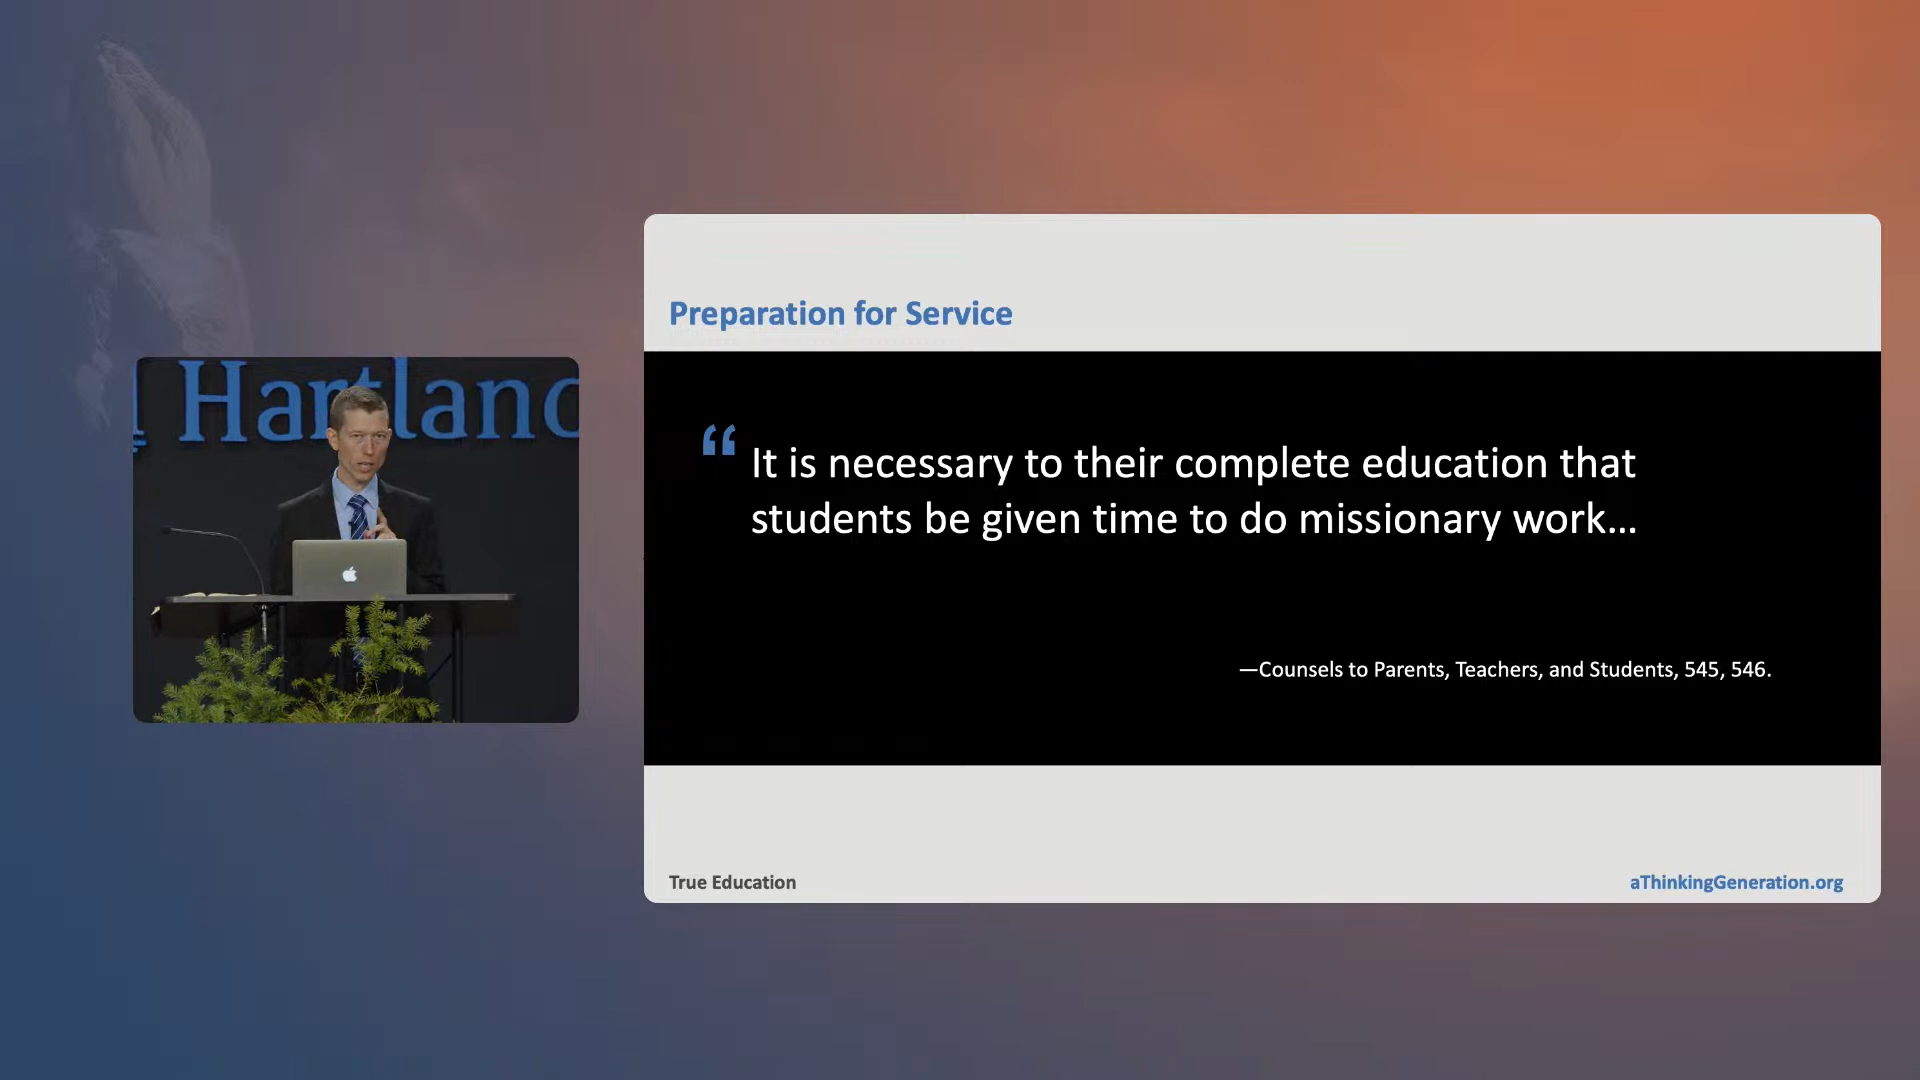 Hartland
Preparation for Service
“ It is necessary to their complete education that
students be given time to do missionary work...
—Counsels to Parents, Teachers, and Students, 545, 546.
True Education
aThinkingGeneration.org